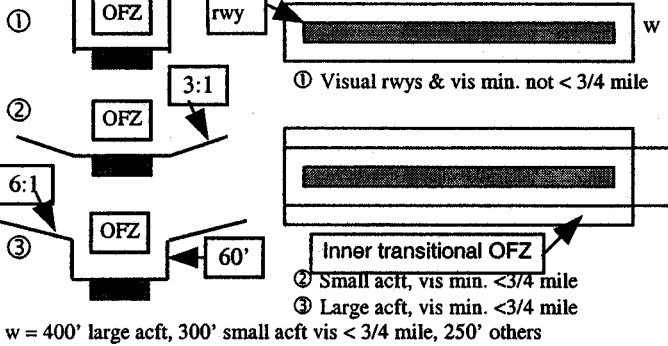 ① OFZ rwy w
① Visual rwys & vis min. not < 3/4 mile
3:1
② OFZ
6:1
③ OFZ 60'
Inner transitional OFZ
② Small acft, vis min. <3/4 mile
③ Large acft, vis min. <3/4 mile
w = 400' large acft, 300' small acft vis < 3/4 mile, 250' others